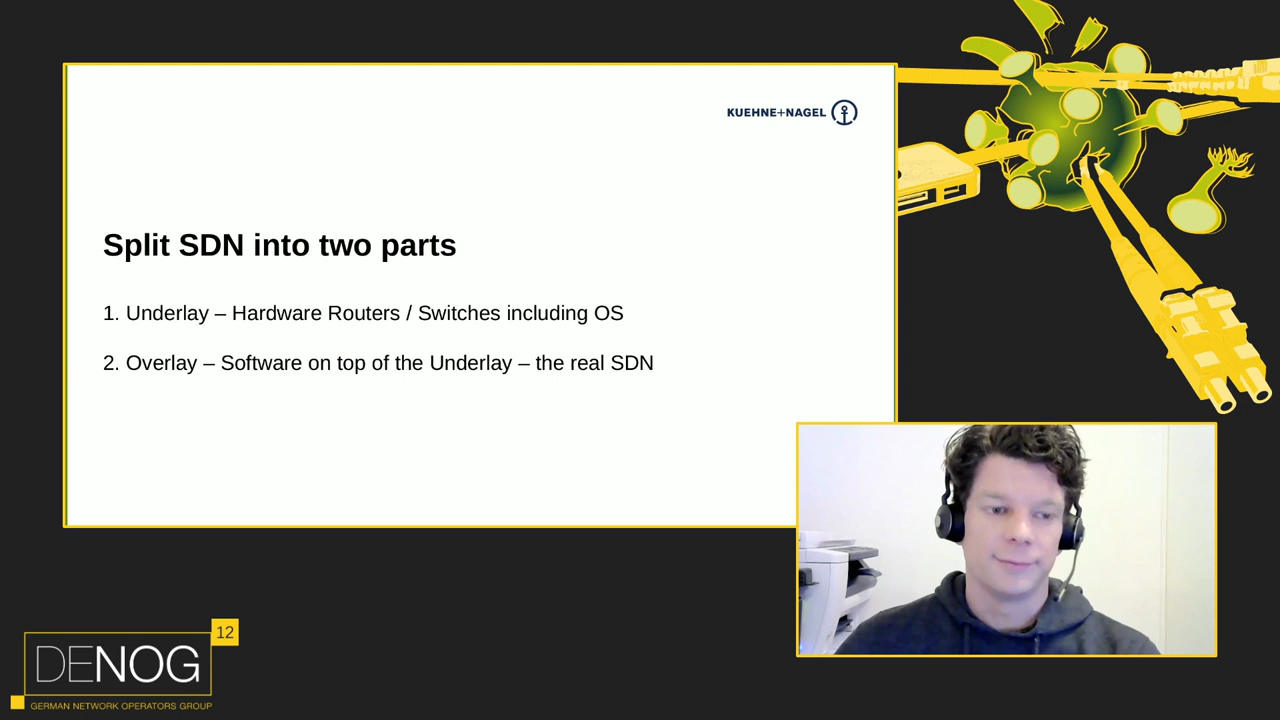 KUEHNE+NAGEL
Split SDN into two parts
1. Underlay – Hardware Routers / Switches including OS
2. Overlay – Software on top of the Underlay – the real SDN
12
DENOG
GERMAN NETWORK OPERATORS GROUP